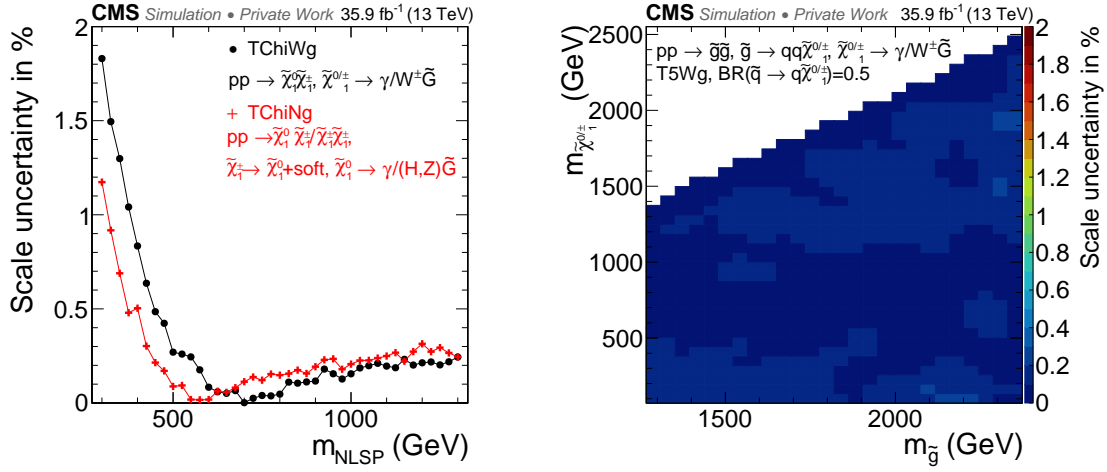 CMS Simulation • Private Work 35.9 fb⁻¹ (13 TeV)
Scale uncertainty in %
2
1.5
1
0.5
0
• TChiWg
pp → χ̃⁰₁χ̃±₁, χ̃⁰/±₁ → γ/W±G̃
+ TChiNg
pp → χ̃⁰₁ χ̃±₁/χ̃±₁χ̃±₁,
χ̃±₁ → χ̃⁰₁+soft, χ̃⁰₁ → γ/(H,Z)G̃
500 1000
m_NLSP (GeV)
CMS Simulation • Private Work 35.9 fb⁻¹ (13 TeV)
m_χ̃⁰/±₁ (GeV)
2500
2000
1500
1000
500
pp → g̃g̃, g̃ → qqχ̃⁰/±₁, χ̃⁰/±₁ → γ/W±G̃
T5Wg, BR(q̃ → qχ̃⁰/±₁)=0.5
1500 2000
m_g̃ (GeV)
2
1.8
1.6
1.4
1.2
1
0.8
0.6
0.4
0.2
0
Scale uncertainty in %